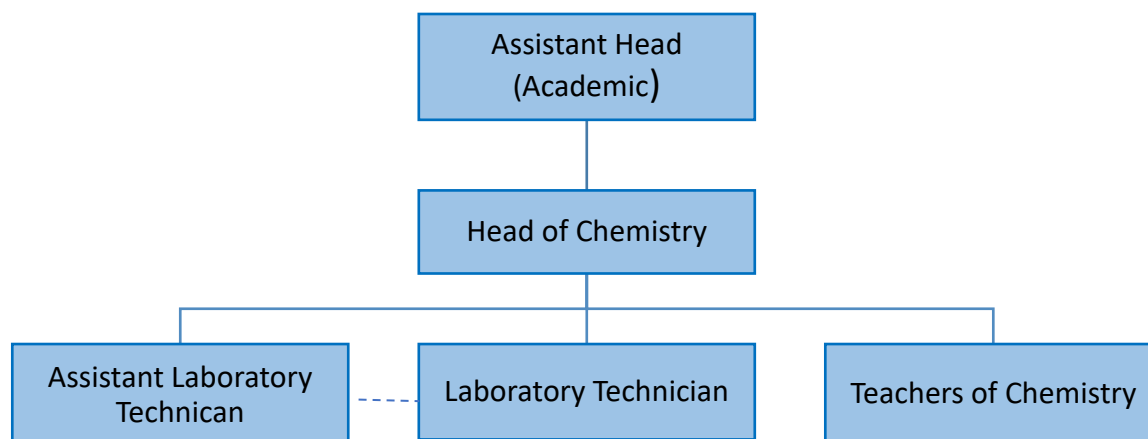 Assistant Head
(Academic)
Head of Chemistry
Assistant Laboratory
Technican
Laboratory Technician
Teachers of Chemistry